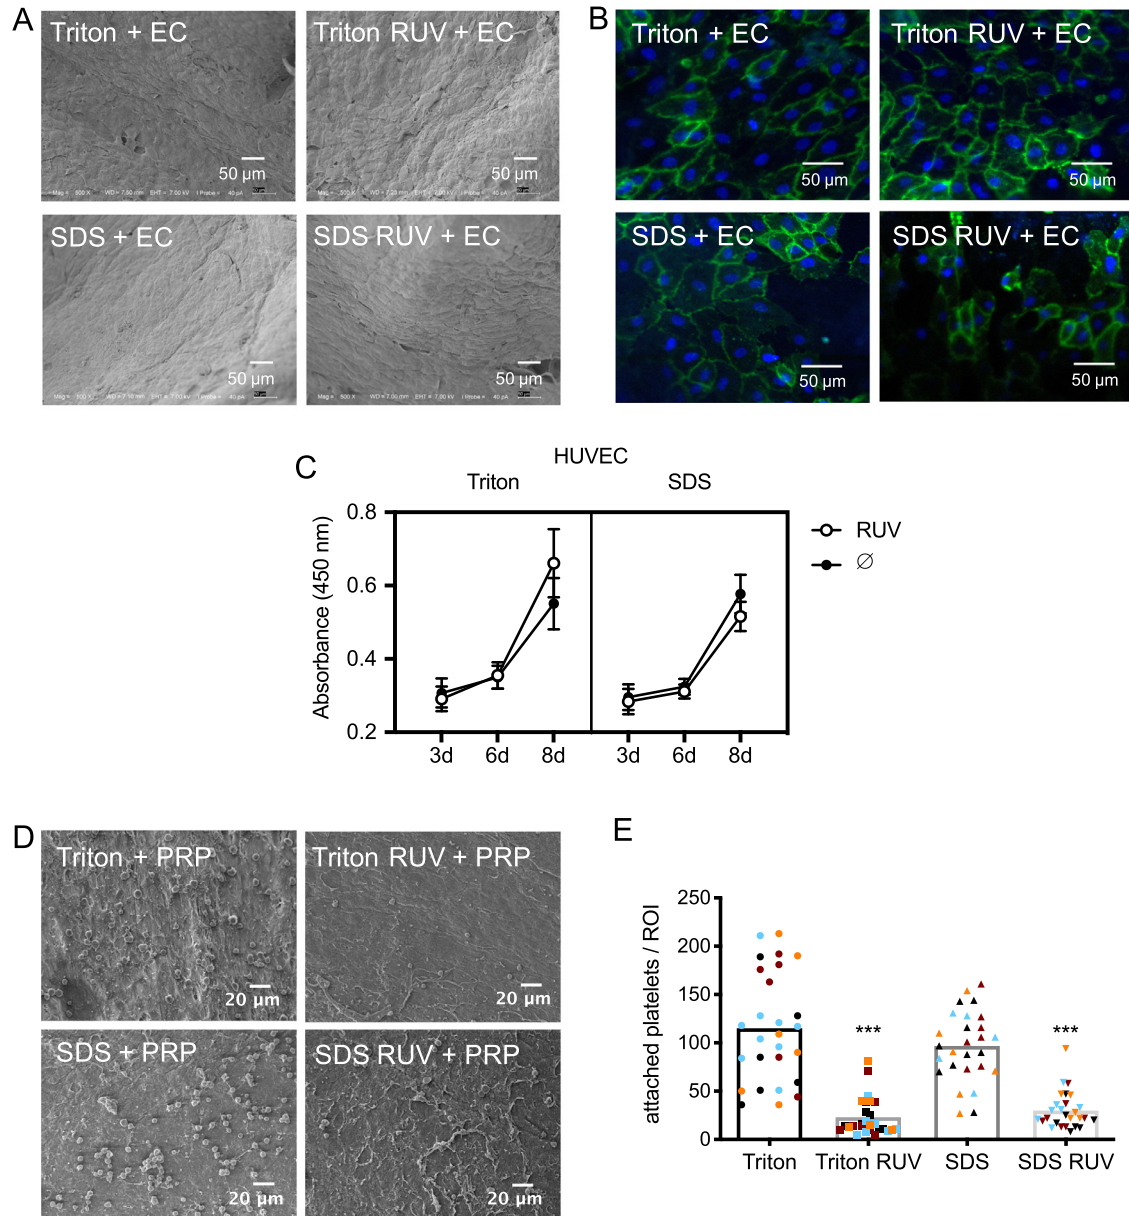 A
Triton + EC
50 µm
Triton RUV + EC
50 µm
SDS + EC
50 µm
SDS RUV + EC
50 µm
B
Triton + EC
50 µm
Triton RUV + EC
50 µm
SDS + EC
50 µm
SDS RUV + EC
50 µm
C
HUVEC
Triton
SDS
Absorbance (450 nm)
0.8
0.6
0.4
0.2
3d
6d
8d
3d
6d
8d
RUV
∅
D
Triton + PRP
20 µm
Triton RUV + PRP
20 µm
SDS + PRP
20 µm
SDS RUV + PRP
20 µm
E
attached platelets / ROI
250
200
150
100
50
0
***
***
Triton
Triton RUV
SDS
SDS RUV